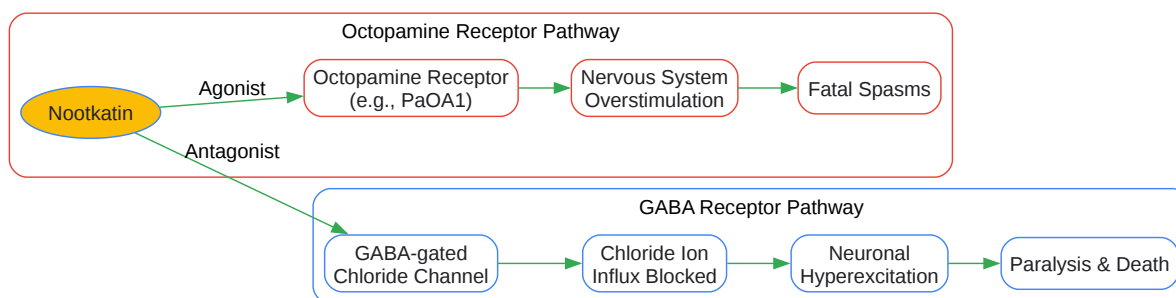 Octopamine Receptor Pathway
Nootkatin
Agonist
Octopamine Receptor
(e.g., PaOA1)
Nervous System
Overstimulation
Fatal Spasms
Antagonist
GABA Receptor Pathway
GABA-gated
Chloride Channel
Chloride Ion
Influx Blocked
Neuronal
Hyperexcitation
Paralysis & Death